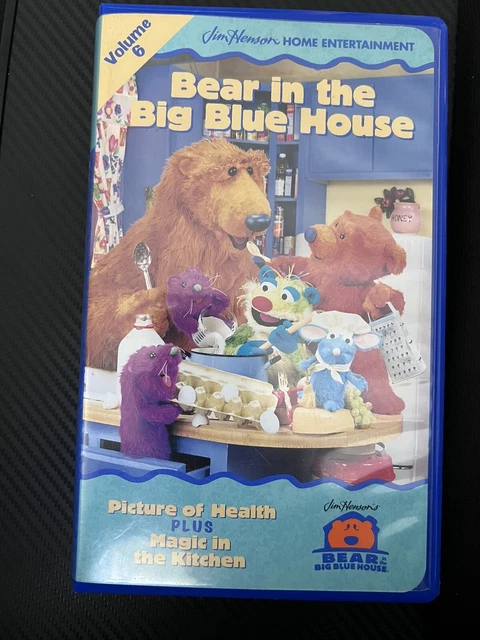 Volume
6
Jim Henson HOME ENTERTAINMENT
Bear in the
Big Blue House
HONEY
Picture of Health
PLUS
Magic in
the Kitchen
Jim Henson's
BEAR in the
BIG BLUE HOUSE